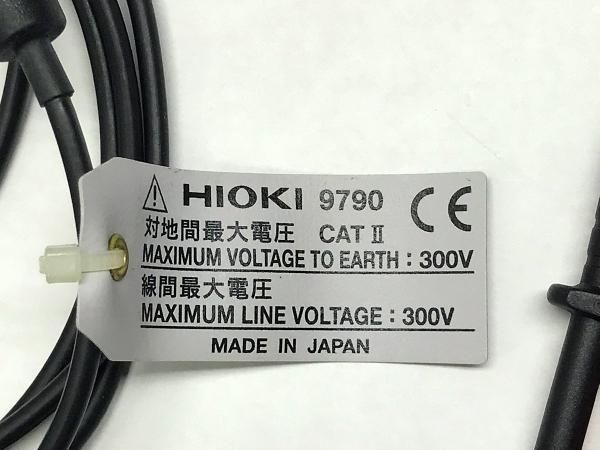 HIOKI 9790 CE
対地間最大電圧 CAT II
MAXIMUM VOLTAGE TO EARTH : 300V
線間最大電圧
MAXIMUM LINE VOLTAGE : 300V
MADE IN JAPAN